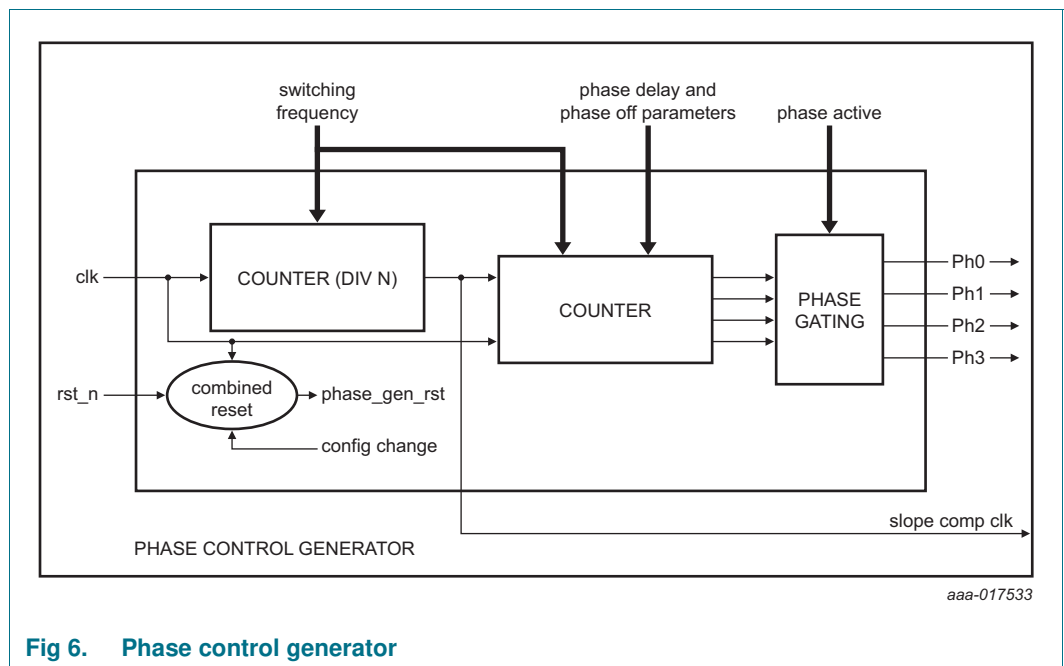 switching
frequency
phase delay and
phase off parameters
phase active
clk
COUNTER (DIV N)
COUNTER
PHASE
GATING
Ph0
Ph1
Ph2
Ph3
rst_n
combined
reset
phase_gen_rst
config change
slope comp clk
PHASE CONTROL GENERATOR
aaa-017533
Fig 6. Phase control generator